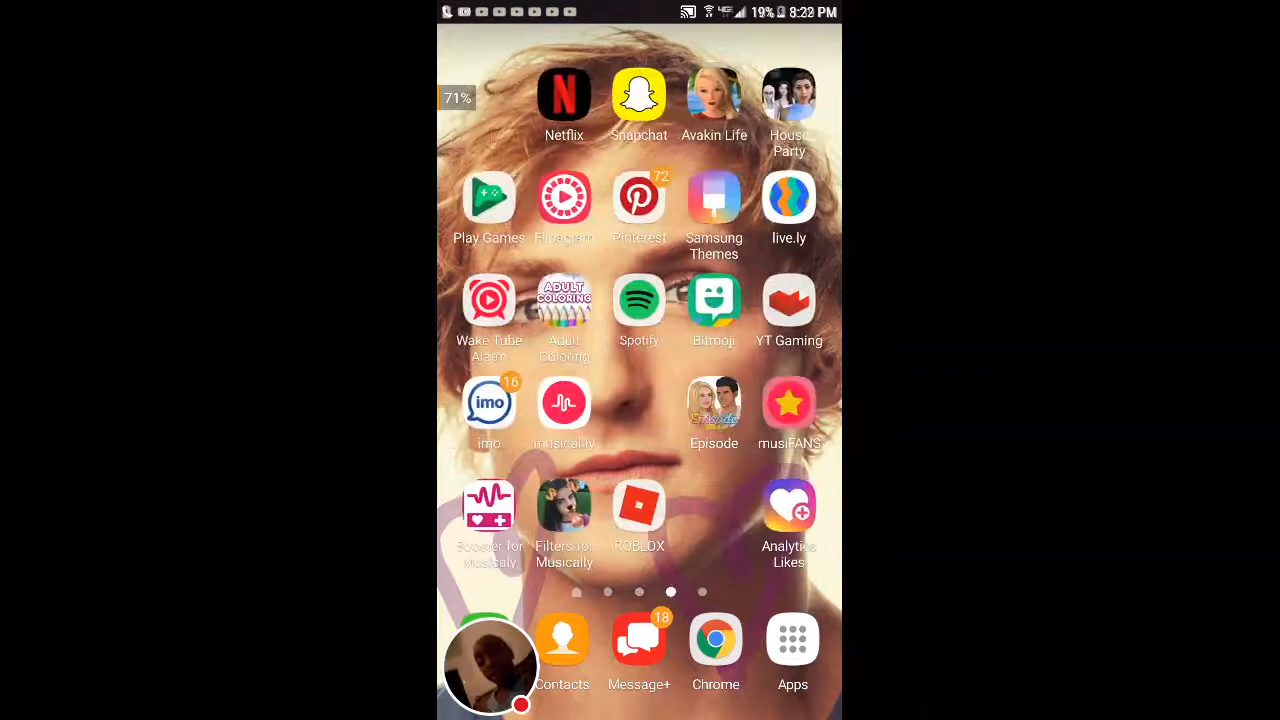 19% 8:22 PM
71%
Netflix Snapchat Avakin Life House Party
72
Play Games Flipagram Pinterest Samsung Themes live.ly
ADULT COLORING
Wake Tube Alarm Adult Coloring Spotify Bitmoji YT Gaming
16
imo Episode
imo musical.ly Episode musiFANS
Booster for Musicaly Filters for Musically ROBLOX Analytics Likes
18
Contacts Message+ Chrome Apps